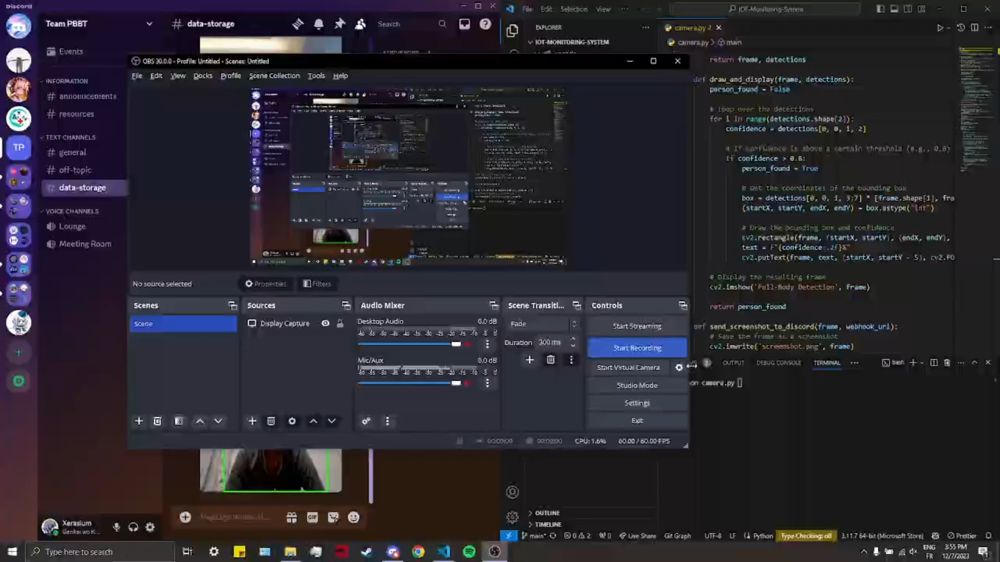 Discord
Team PBBT
data-storage
Search
Events
INFORMATION
announcements
resources
TEXT CHANNELS
general
off-topic
data-storage
VOICE CHANNELS
Lounge
Meeting Room
TP
Xerasium
Genkai wo K...
GIF
OBS 30.0.0 - Profile: Untitled - Scenes: Untitled
File Edit View Docks Profile Scene Collection Tools Help
No source selected
Properties
Filters
Scenes
Scene
Sources
Display Capture
Audio Mixer
Desktop Audio 0.0 dB
-60 -55 -50 -45 -40 -35 -30 -25 -20 -15 -10 -5 0
Mic/Aux 0.0 dB
-60 -55 -50 -45 -40 -35 -30 -25 -20 -15 -10 -5 0
Scene Transiti...
Fade
Duration 300 ms
Controls
Start Streaming
Start Recording
Start Virtual Camera
Studio Mode
Settings
Exit
00:00:00 00:00:00 CPU: 1.6% 60.00 / 60.00 FPS
File Edit Selection View ...
IOT-Monitoring-System
EXPLORER
IOT-MONITORING-SYSTEM
camera.py 2
camera.py > main
return frame, detections
def draw_and_display(frame, detections):
person_found = False
# Loop over the detections
for i in range(detections.shape[2]):
confidence = detections[0, 0, i, 2]
# If confidence is above a certain threshold (e.g., 0.8)
if confidence > 0.8:
person_found = True
# Get the coordinates of the bounding box
box = detections[0, 0, i, 3:7] * [frame.shape[1], fra
(startX, startY, endX, endY) = box.astype("int")
# Draw the bounding box and confidence
cv2.rectangle(frame, (startX, startY), (endX, endY),
text = f"{confidence:.2f}%"
cv2.putText(frame, text, (startX, startY - 5), cv2.FO
# Display the resulting frame
cv2.imshow('Full-Body Detection', frame)
return person_found
def send_screenshot_to_discord(frame, webhook_url):
# Save the frame as a screenshot
cv2.imwrite('screenshot.png', frame)
OUTPUT DEBUG CONSOLE TERMINAL ... bash
on camera.py
OUTLINE
TIMELINE
main* 0 2 0 Live Share Git Graph UTF-8 LF Python Type Checking: off 3.11.7 64-bit (Microsoft Store) Prettier
Type here to search
ENG
FR
3:55 PM
12/7/2023